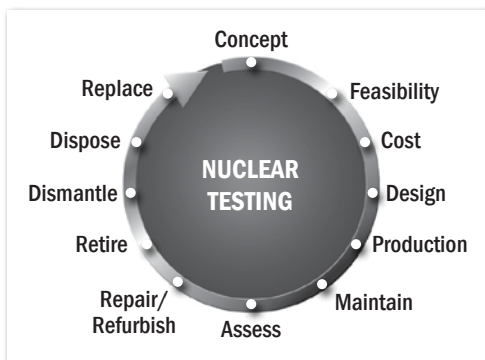 Concept
Feasibility
Cost
Design
Production
Maintain
Assess
Repair/
Refurbish
Retire
Dismantle
Dispose
Replace
NUCLEAR
TESTING